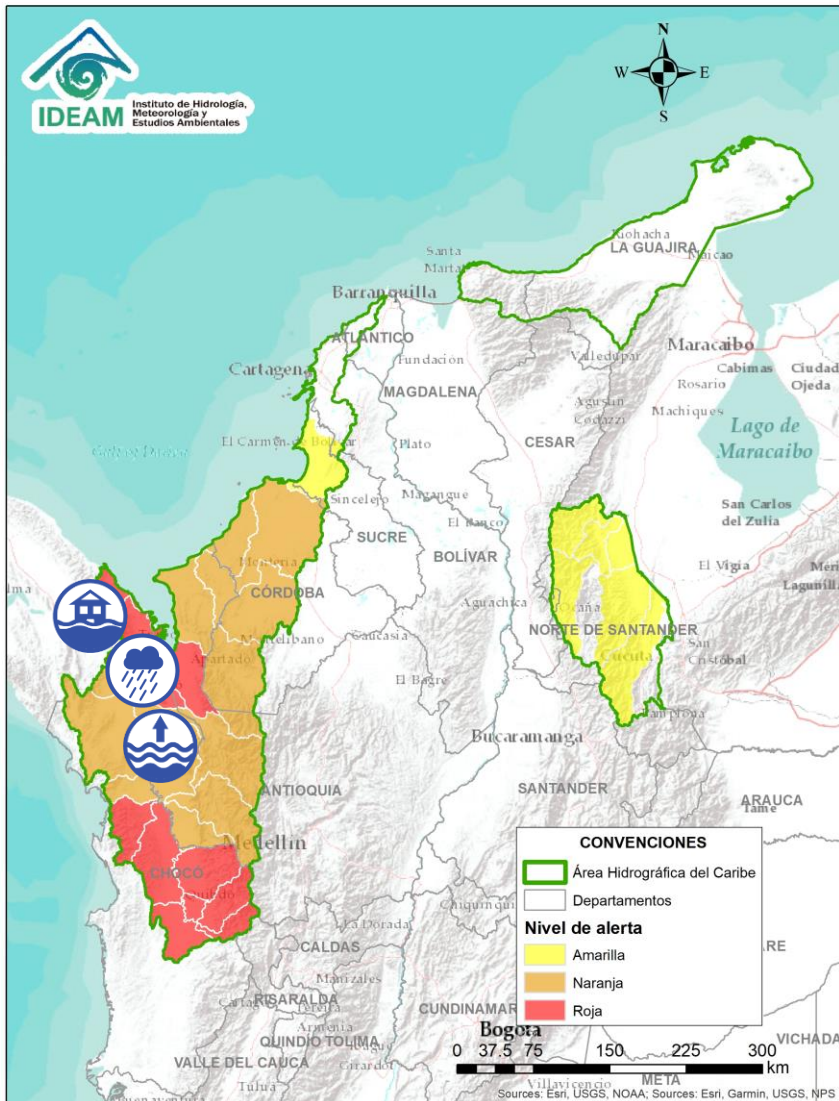 IDEAM
Instituto de Hidrología,
Meteorología y
Estudios Ambientales
N
W
E
S
Riohacha
LA GUAJIRA
Maicao
Santa
Marta
Barranquilla
ATLÁNTICO
Maracaibo
Fundación
Valledupar
Cabimas
Ciudad
Ojeda
Cartagena
Rosario
MAGDALENA
Machiques
Agustín
Codazzi
Lago de
Maracaibo
El Carmen de Bolívar
Plato
CESAR
Sincelejo
Magangue
San Carlos
del Zulia
El Banco
SUCRE
BOLÍVAR
Montería
El Vigía
CÓRDOBA
Aguachica
Ocaña
NORTE DE SANTANDER
Montelíbano
Caucasia
San
Cristóbal
Apartadó
Cucuta
El Bagre
Pamplona
Bucaramanga
ANTIOQUIA
SANTANDER
ARAUCA
Tame
Medellín
CHOCÓ
Quibdó
La Dorada
CALDAS
Manizales
RISARALDA
Pereira
Armenia
CUNDINAMAR
Bogota
QUINDÍO
TOLIMA
Ibague
Girardot
VALLE DEL CAUCA
Tuluá
VICHADA
META
Villavicencio
CONVENCIONES
Área Hidrográfica del Caribe
Departamentos
Nivel de alerta
Amarilla
Naranja
Roja
0 37.5 75 150 225 300
km
Sources: Esri, USGS, NOAA; Sources: Esri, Garmin, USGS, NPS